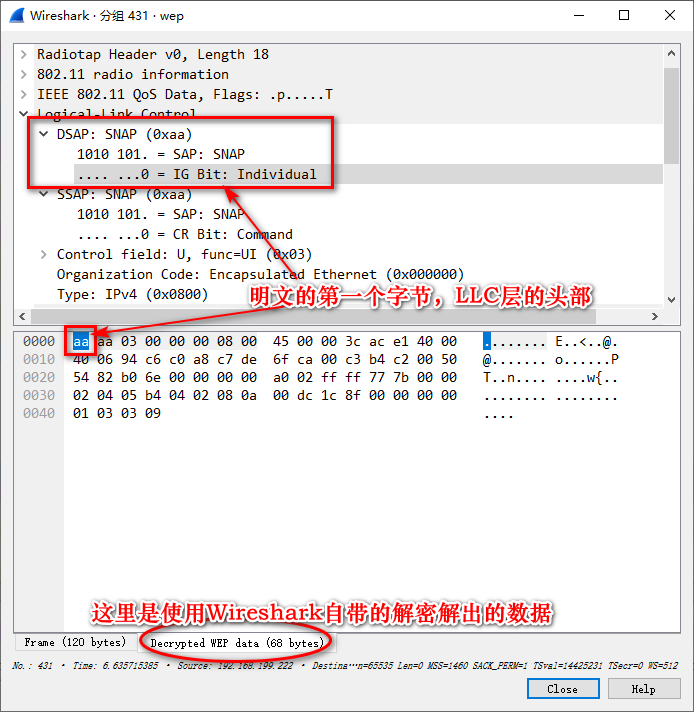 Wireshark · 分组 431 · wep
Radiotap Header v0, Length 18
802.11 radio information
IEEE 802.11 QoS Data, Flags: .p.....T
Logical-Link Control
DSAP: SNAP (0xaa)
1010 101. = SAP: SNAP
.... ...0 = IG Bit: Individual
SSAP: SNAP (0xaa)
1010 101. = SAP: SNAP
.... ...0 = CR Bit: Command
Control field: U, func=UI (0x03)
Organization Code: Encapsulated Ethernet (0x000000)
Type: IPv4 (0x0800)
明文的第一个字节，LLC层的头部
0000 aa aa 03 00 00 00 08 00 45 00 00 3c ac e1 40 00 ........ E..<..@.
0010 40 06 94 c6 c0 a8 c7 de 6f ca 00 c3 b4 c2 00 50 @....... o......P
0020 54 82 b0 6e 00 00 00 00 a0 02 ff ff 77 7b 00 00 T..n.... ....w{..
0030 02 04 05 b4 04 02 08 0a 00 dc 1c 8f 00 00 00 00 ........ ........
0040 01 03 03 09 ....
这里是使用Wireshark自带的解密解出的数据
Frame (120 bytes) Decrypted WEP data (68 bytes)
No.: 431 · Time: 6.635715385 · Source: 192.168.199.222 · Destina…n=65535 Len=0 MSS=1460 SACK_PERM=1 TSval=14425231 TSecr=0 WS=512
Close Help